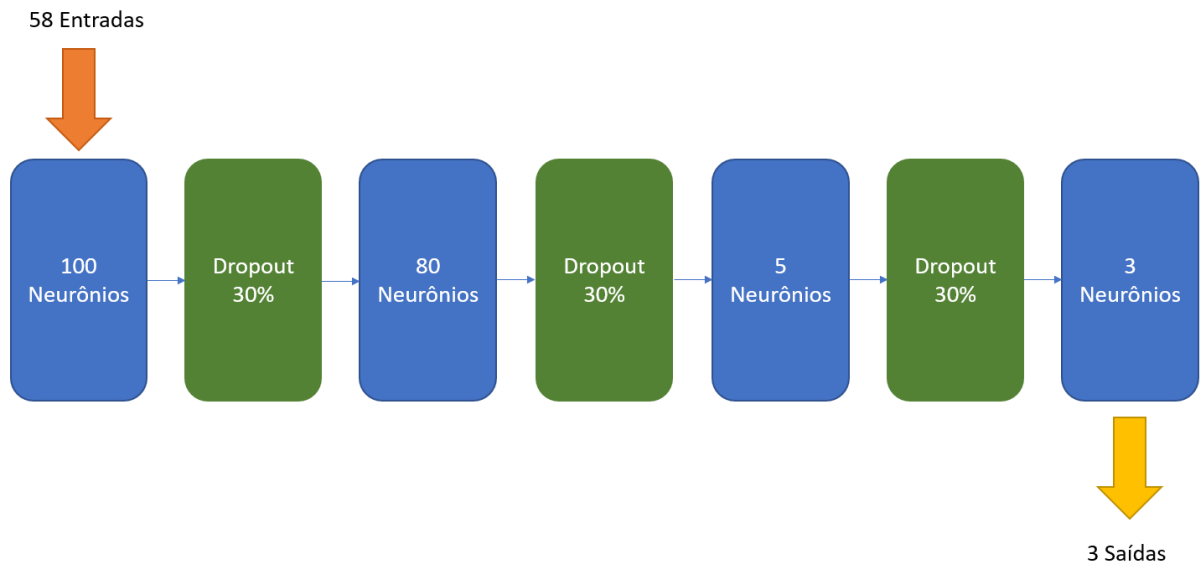 58 Entradas
100
Neurônios
Dropout
30%
80
Neurônios
Dropout
30%
5
Neurônios
Dropout
30%
3
Neurônios
3 Saídas